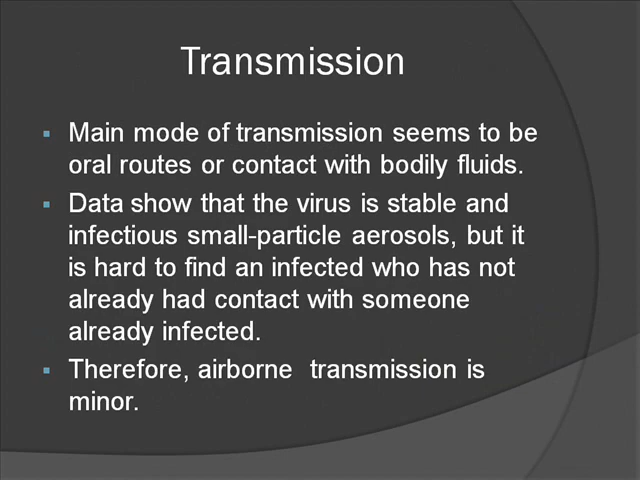 Transmission
Main mode of transmission seems to be
oral routes or contact with bodily fluids.
Data show that the virus is stable and
infectious small-particle aerosols, but it
is hard to find an infected who has not
already had contact with someone
already infected.
Therefore, airborne  transmission is
minor.